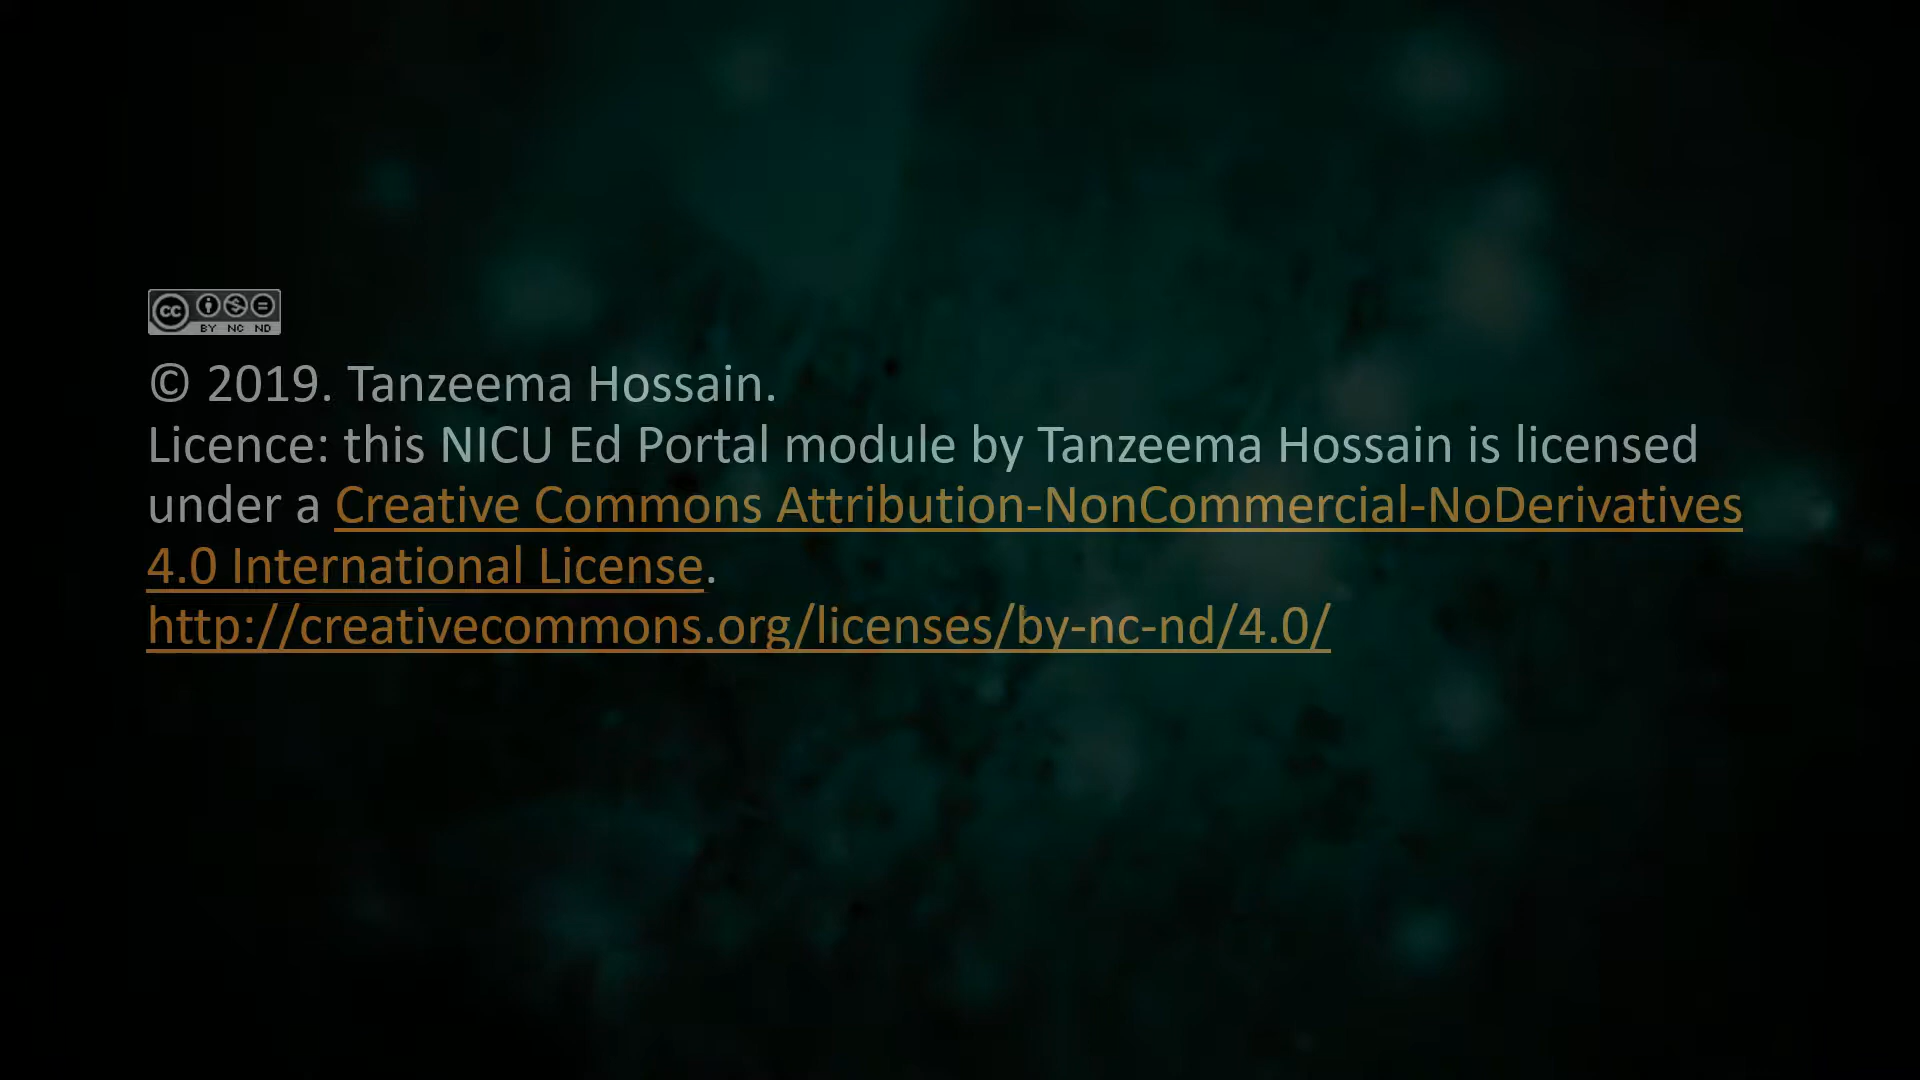 cc BY NC ND
© 2019. Tanzeema Hossain.
Licence: this NICU Ed Portal module by Tanzeema Hossain is licensed
under a Creative Commons Attribution-NonCommercial-NoDerivatives
4.0 International License.
http://creativecommons.org/licenses/by-nc-nd/4.0/